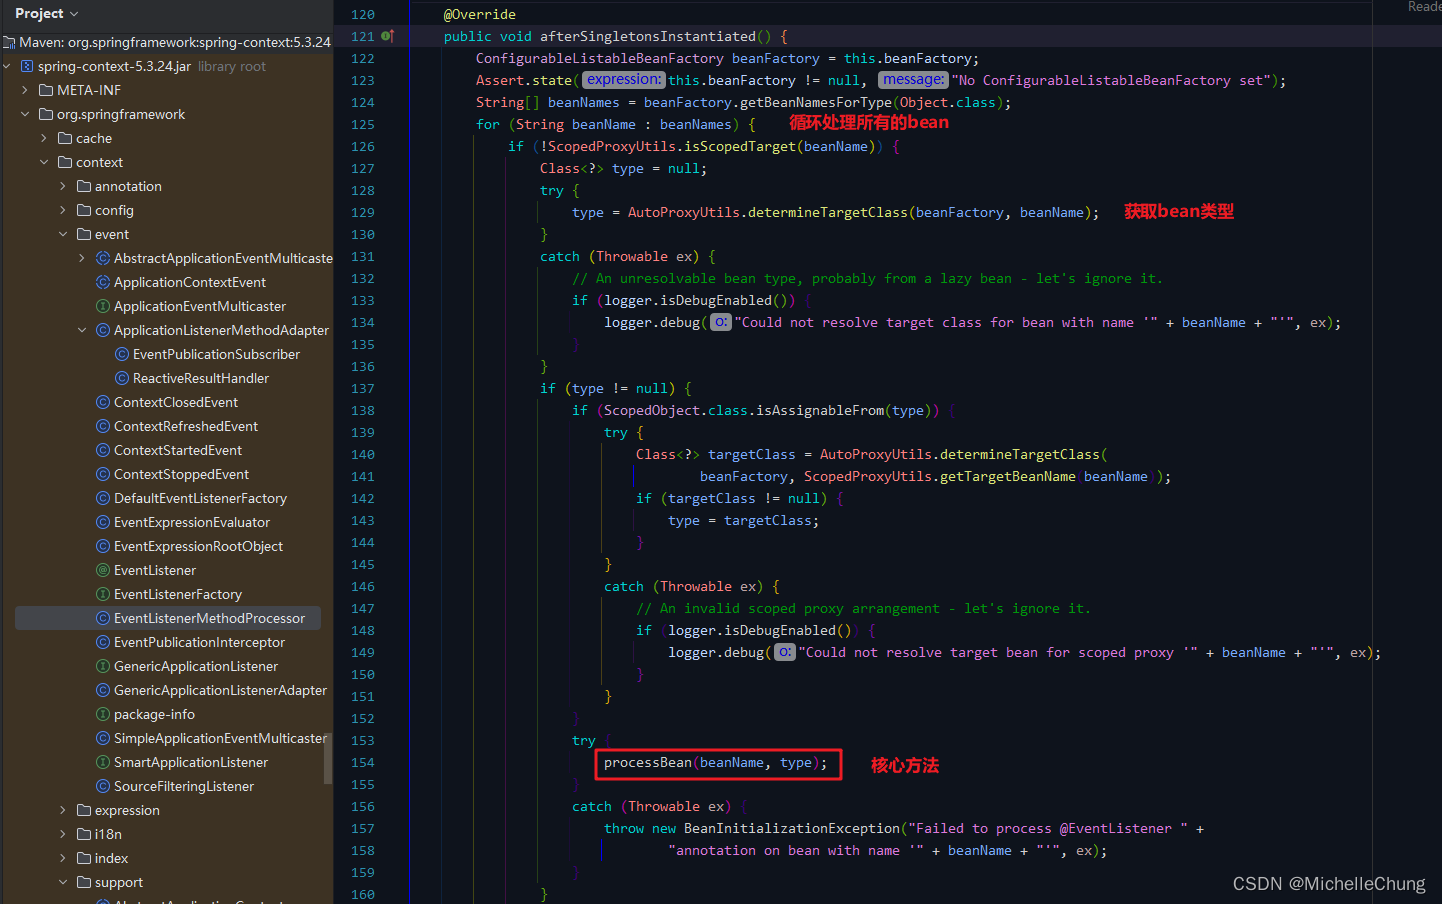 Project
Maven: org.springframework:spring-context:5.3.24
spring-context-5.3.24.jar library root
META-INF
org.springframework
cache
context
annotation
config
event
AbstractApplicationEventMulticaste
ApplicationContextEvent
ApplicationEventMulticaster
ApplicationListenerMethodAdapter
EventPublicationSubscriber
ReactiveResultHandler
ContextClosedEvent
ContextRefreshedEvent
ContextStartedEvent
ContextStoppedEvent
DefaultEventListenerFactory
EventExpressionEvaluator
EventExpressionRootObject
EventListener
EventListenerFactory
EventListenerMethodProcessor
EventPublicationInterceptor
GenericApplicationListener
GenericApplicationListenerAdapter
package-info
SimpleApplicationEventMulticaster
SmartApplicationListener
SourceFilteringListener
expression
i18n
index
support
Reade
120 @Override
121 public void afterSingletonsInstantiated() {
122 ConfigurableListableBeanFactory beanFactory = this.beanFactory;
123 Assert.state( expression: this.beanFactory != null, message: "No ConfigurableListableBeanFactory set");
124 String[] beanNames = beanFactory.getBeanNamesForType(Object.class);
125 for (String beanName : beanNames) { 循环处理所有的bean
126 if (!ScopedProxyUtils.isScopedTarget(beanName)) {
127 Class<?> type = null;
128 try {
129 type = AutoProxyUtils.determineTargetClass(beanFactory, beanName); 获取bean类型
130 }
131 catch (Throwable ex) {
132 // An unresolvable bean type, probably from a lazy bean - let's ignore it.
133 if (logger.isDebugEnabled()) {
134 logger.debug( o: "Could not resolve target class for bean with name '" + beanName + "'", ex);
135 }
136 }
137 if (type != null) {
138 if (ScopedObject.class.isAssignableFrom(type)) {
139 try {
140 Class<?> targetClass = AutoProxyUtils.determineTargetClass(
141 beanFactory, ScopedProxyUtils.getTargetBeanName(beanName));
142 if (targetClass != null) {
143 type = targetClass;
144 }
145 }
146 catch (Throwable ex) {
147 // An invalid scoped proxy arrangement - let's ignore it.
148 if (logger.isDebugEnabled()) {
149 logger.debug( o: "Could not resolve target bean for scoped proxy '" + beanName + "'", ex);
150 }
151 }
152 }
153 try {
154 processBean(beanName, type); 核心方法
155 }
156 catch (Throwable ex) {
157 throw new BeanInitializationException("Failed to process @EventListener " +
158 "annotation on bean with name '" + beanName + "'", ex);
159 }
160 }
CSDN @MichelleChung